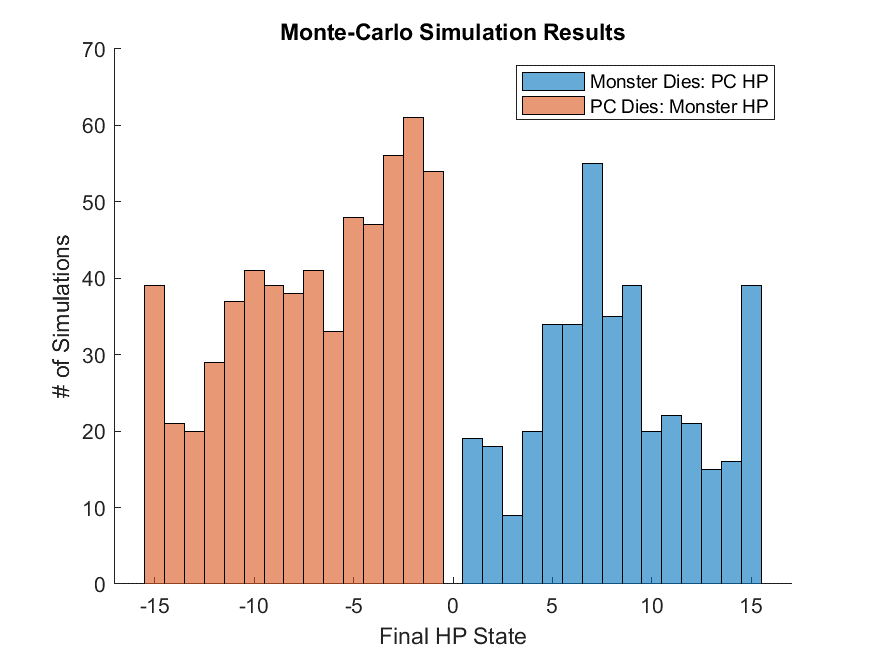 Monte-Carlo Simulation Results
Monster Dies: PC HP
PC Dies: Monster HP
70
60
50
40
30
20
10
0
# of Simulations
-15 -10 -5 0 5 10 15
Final HP State